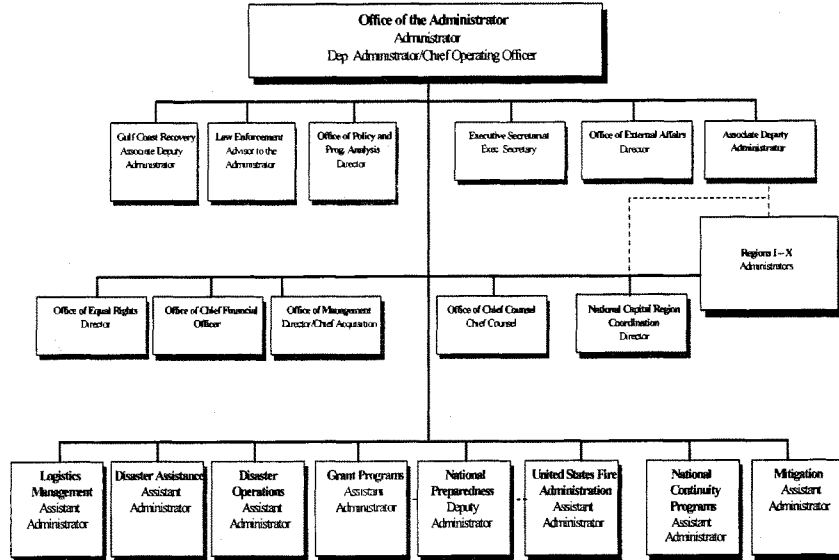 Office of the Administrator
Administrator
Dep Administrator/Chief Operating Officer
Gulf Coast Recovery
Associate Deputy
Administrator
Law Enforcement
Advisor to the
Administrator
Office of Policy and
Prog. Analysis
Director
Executive Secretariat
Exec. Secretary
Office of External Affairs
Director
Associate Deputy
Administrator
Regions I – X
Administrators
Office of Equal Rights
Director
Office of Chief Financial
Officer
Office of Management
Director/Chief Acquisition
Office of Chief Counsel
Chief Counsel
National Capital Region
Coordination
Director
Logistics
Management
Assistant
Administrator
Disaster Assistance
Assistant
Administrator
Disaster
Operations
Assistant
Administrator
Grant Programs
Assistant
Administrator
National
Preparedness
Deputy
Administrator
United States Fire
Administration
Assistant
Administrator
National
Continuity
Programs
Assistant
Administrator
Mitigation
Assistant
Administrator